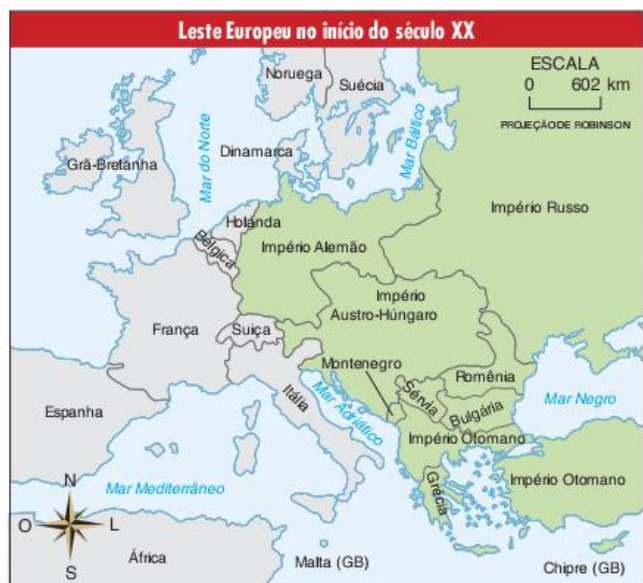 Leste Europeu no início do século XX
ESCALA
0 602 km
PROJEÇÃO DE ROBINSON
Noruega
Suécia
Mar do Norte
Mar Báltico
Dinamarca
Grã-Bretanha
Império Russo
Holanda
Bélgica
Império Alemão
Império
Austro-Húngaro
França
Suiça
Montenegro
Romênia
Sérvia
Bulgária
Mar Negro
Itália
Mar Adriático
Espanha
Império Otomano
Império Otomano
Grécia
Mar Mediterrâneo
N
O L
S
África
Malta (GB)
Chipre (GB)